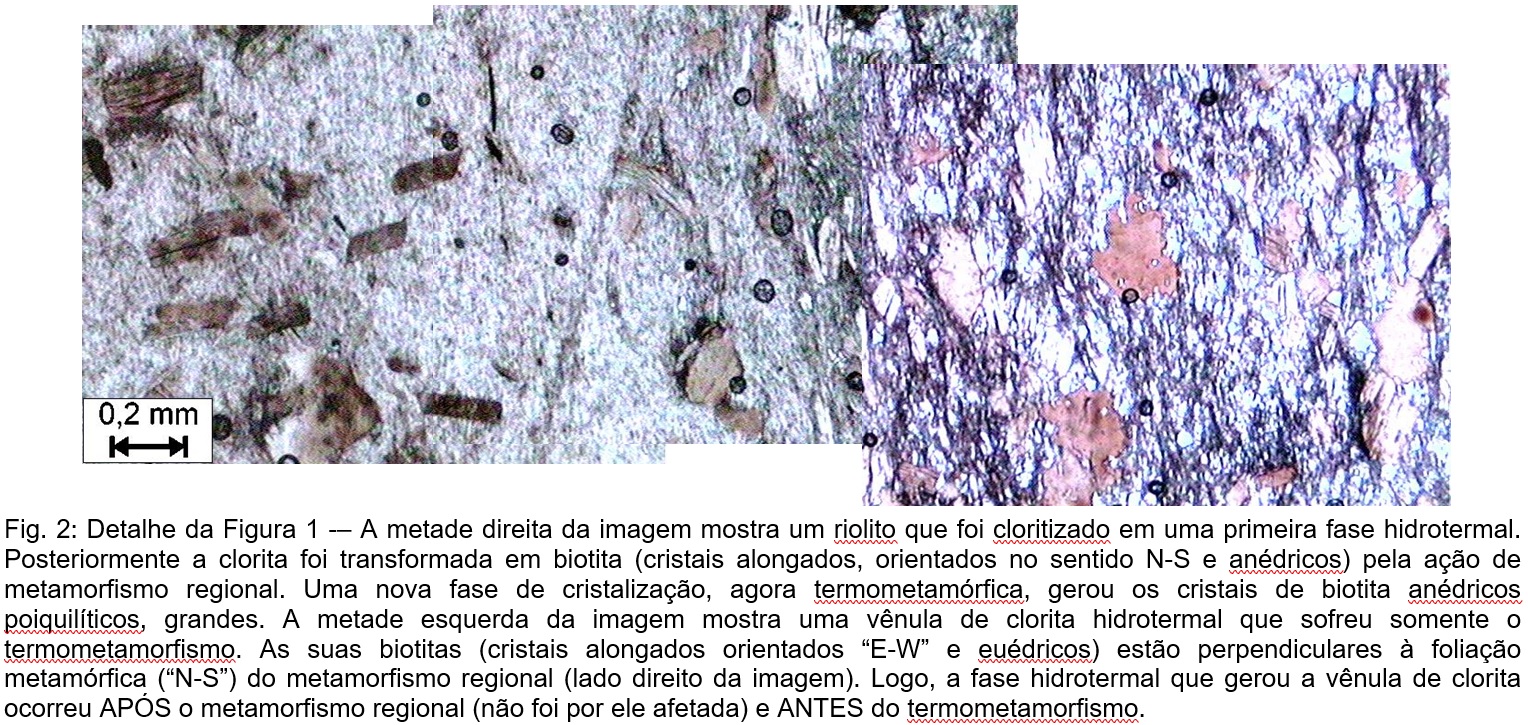 0,2 mm
Fig. 2: Detalhe da Figura 1 -– A metade direita da imagem mostra um riolito que foi cloritizado em uma primeira fase hidrotermal.
Posteriormente a clorita foi transformada em biotita (cristais alongados, orientados no sentido N-S e anédricos) pela ação de
metamorfismo regional. Uma nova fase de cristalização, agora termometamórfica, gerou os cristais de biotita anédricos
poiquilíticos, grandes. A metade esquerda da imagem mostra uma vênula de clorita hidrotermal que sofreu somente o
termometamorfismo. As suas biotitas (cristais alongados orientados “E-W” e euédricos) estão perpendiculares à foliação
metamórfica (“N-S”) do metamorfismo regional (lado direito da imagem). Logo, a fase hidrotermal que gerou a vênula de clorita
ocorreu APÓS o metamorfismo regional (não foi por ele afetada) e ANTES do termometamorfismo.